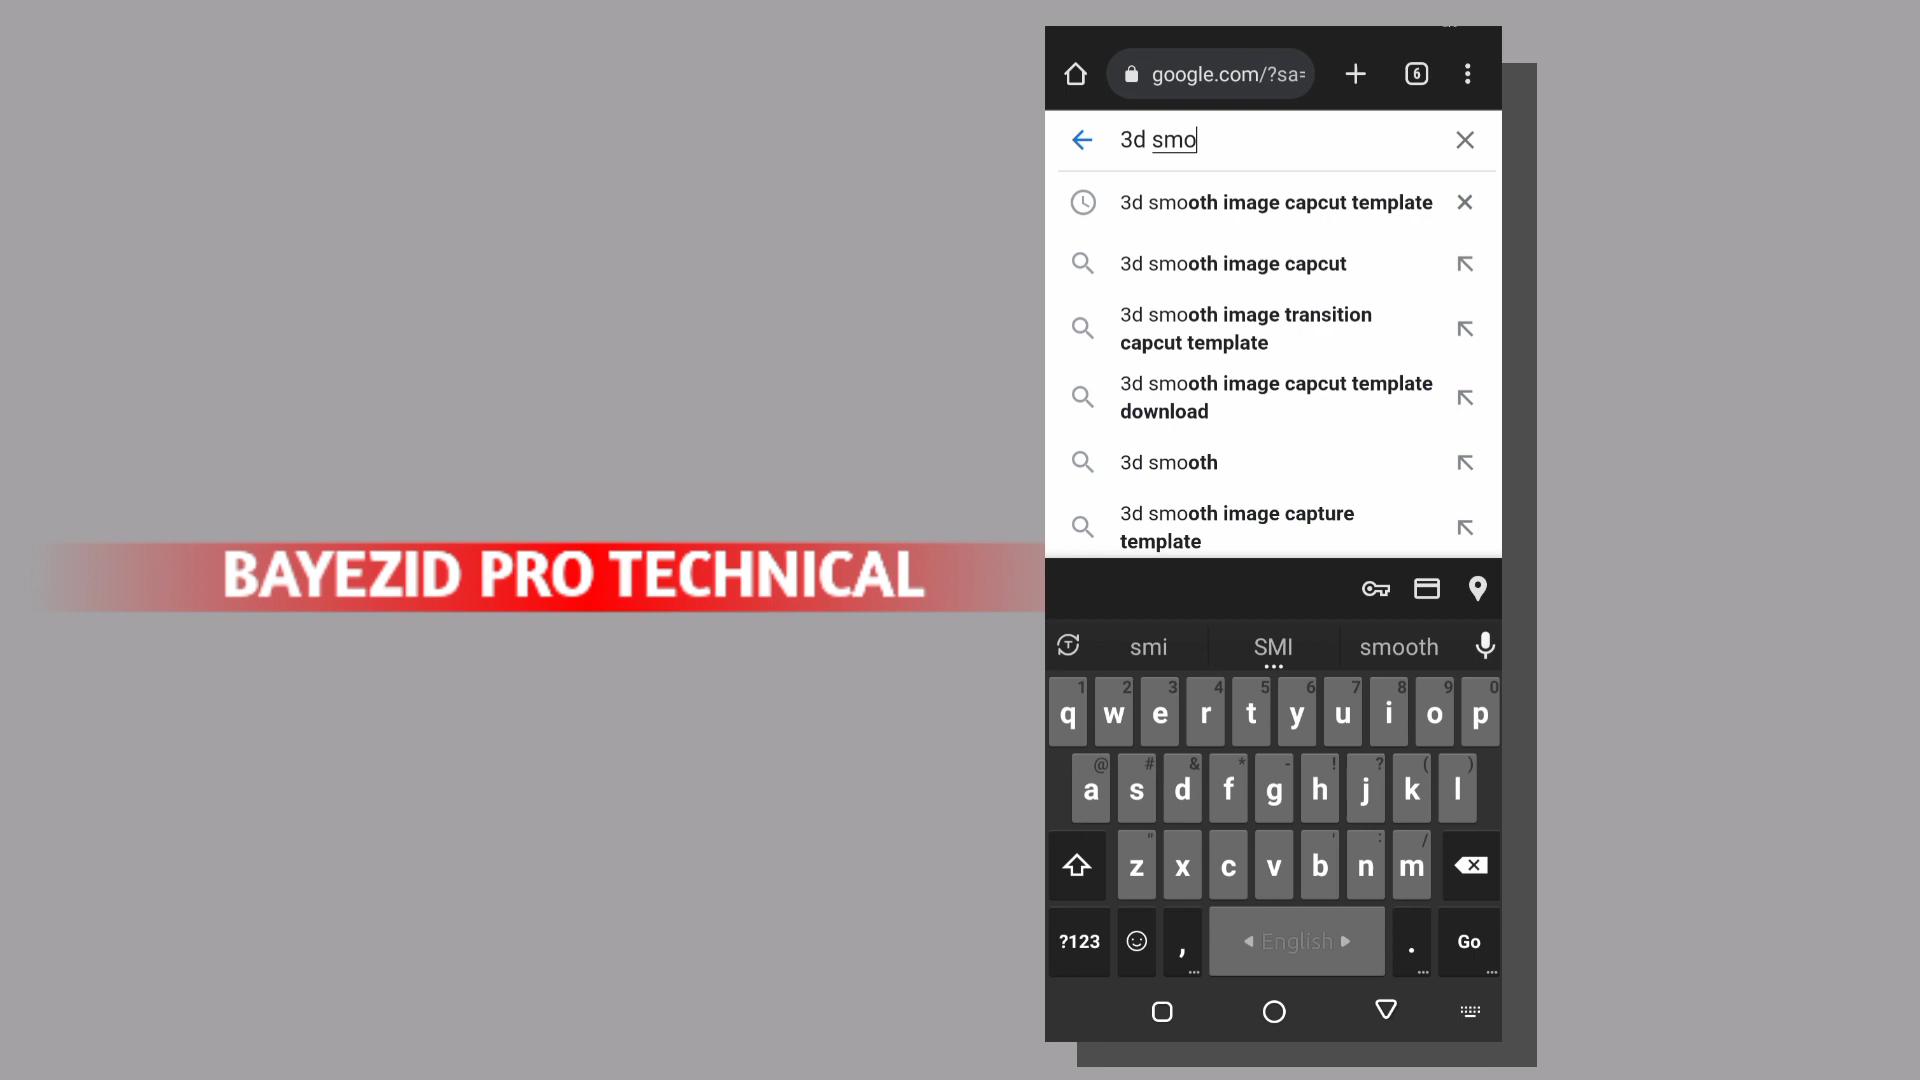 BAYEZID PRO TECHNICAL
google.com/?sa=
6
3d smo
3d smooth image capcut template
3d smooth image capcut
3d smooth image transition
capcut template
3d smooth image capcut template
download
3d smooth
3d smooth image capture
template
smi SMI smooth
1 2 3 4 5 6 7 8 9 0
q w e r t y u i o p
@ # & * - ! ? ( )
a s d f g h j k l
" ' : /
z x c v b n m
?123 , English . Go